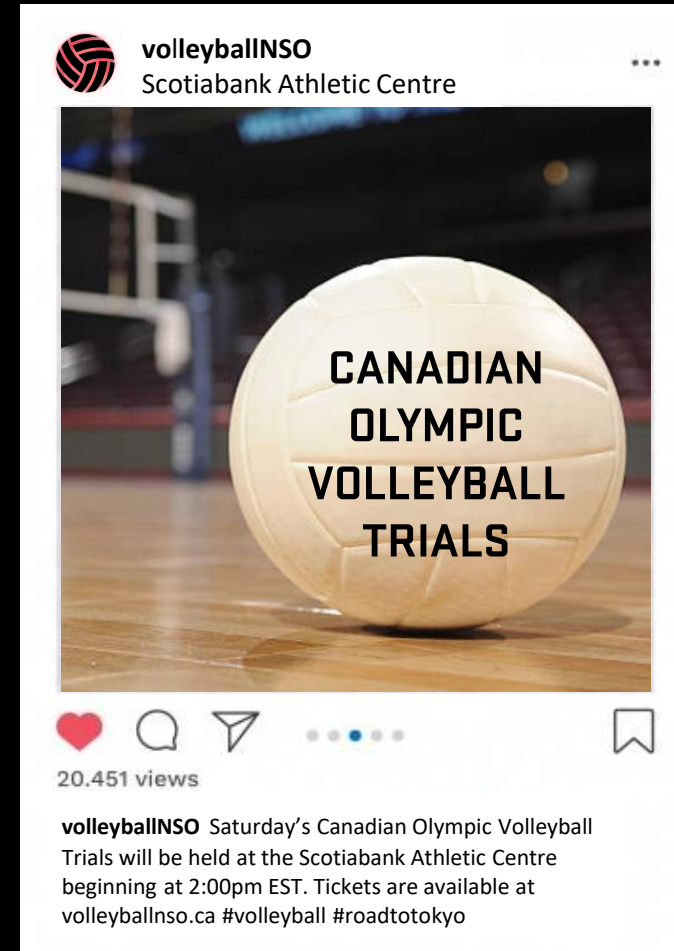 volleyballNSO
Scotiabank Athletic Centre
CANADIAN
OLYMPIC
VOLLEYBALL
TRIALS
20.451 views
volleyballNSO Saturday’s Canadian Olympic Volleyball
Trials will be held at the Scotiabank Athletic Centre
beginning at 2:00pm EST. Tickets are available at
volleyballnso.ca #volleyball #roadtotokyo